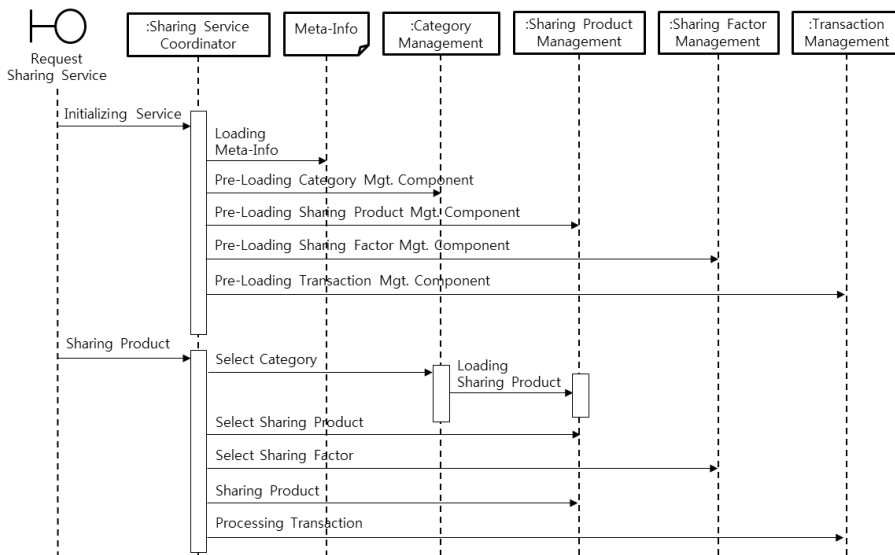 Request
Sharing Service
:Sharing Service
Coordinator
Meta-Info
:Category
Management
:Sharing Product
Management
:Sharing Factor
Management
:Transaction
Management
Initializing Service
Loading
Meta-Info
Pre-Loading Category Mgt. Component
Pre-Loading Sharing Product Mgt. Component
Pre-Loading Sharing Factor Mgt. Component
Pre-Loading Transaction Mgt. Component
Sharing Product
Select Category
Loading
Sharing Product
Select Sharing Product
Select Sharing Factor
Sharing Product
Processing Transaction